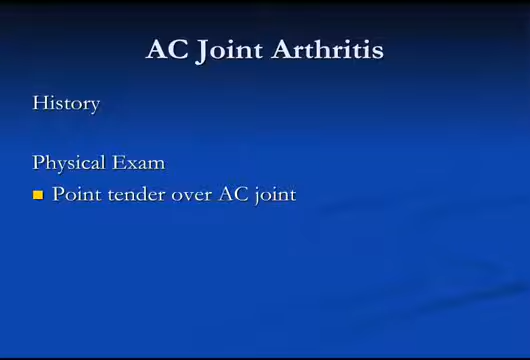 AC Joint Arthritis
History
Physical Exam
Point tender over AC joint